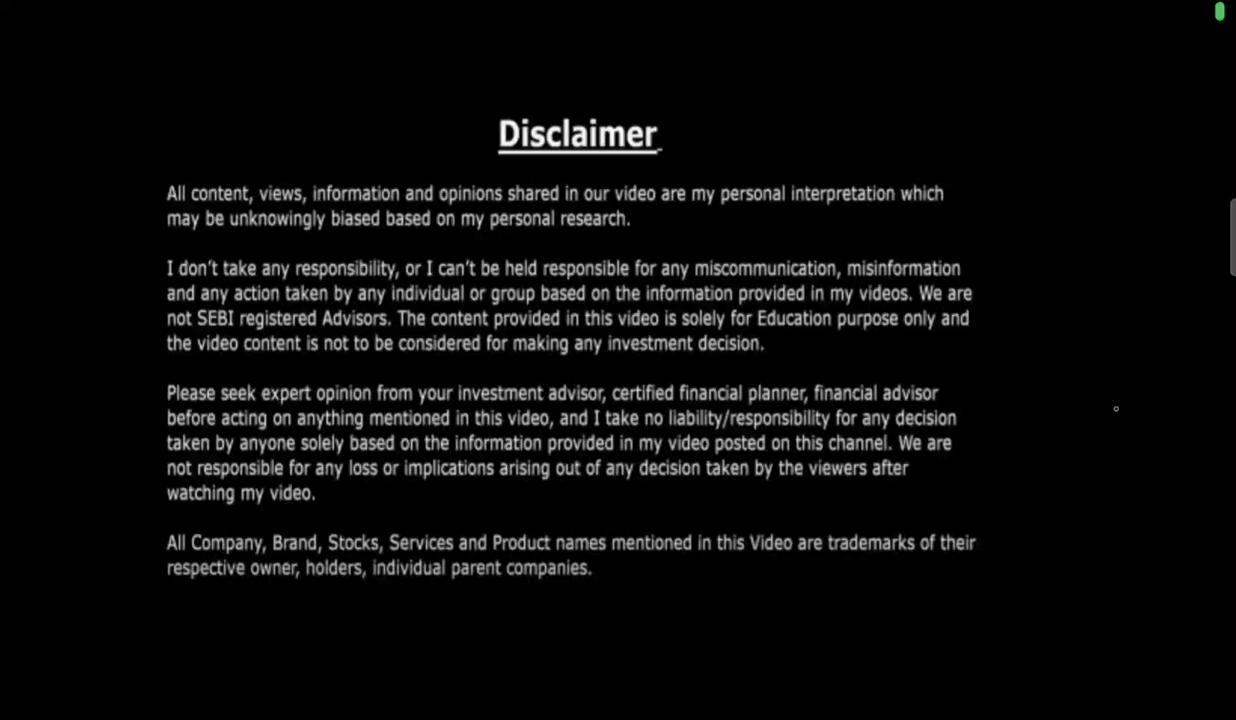 Disclaimer
All content, views, information and opinions shared in our video are my personal interpretation which
may be unknowingly biased based on my personal research.
I don't take any responsibility, or I can't be held responsible for any miscommunication, misinformation
and any action taken by any individual or group based on the information provided in my videos. We are
not SEBI registered Advisors. The content provided in this video is solely for Education purpose only and
the video content is not to be considered for making any investment decision.
Please seek expert opinion from your investment advisor, certified financial planner, financial advisor
before acting on anything mentioned in this video, and I take no liability/responsibility for any decision
taken by anyone solely based on the information provided in my video posted on this channel. We are
not responsible for any loss or implications arising out of any decision taken by the viewers after
watching my video.
All Company, Brand, Stocks, Services and Product names mentioned in this Video are trademarks of their
respective owner, holders, individual parent companies.